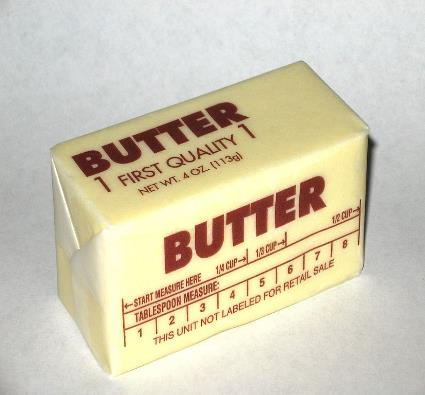 BUTTER
1 FIRST QUALITY 1
NET WT. 4 OZ. (113g)
BUTTER
←START MEASURE HERE 1/4 CUP→ 1/3 CUP→ 1/2 CUP→
TABLESPOON MEASURE:
1 2 3 4 5 6 7 8
THIS UNIT NOT LABELED FOR RETAIL SALE